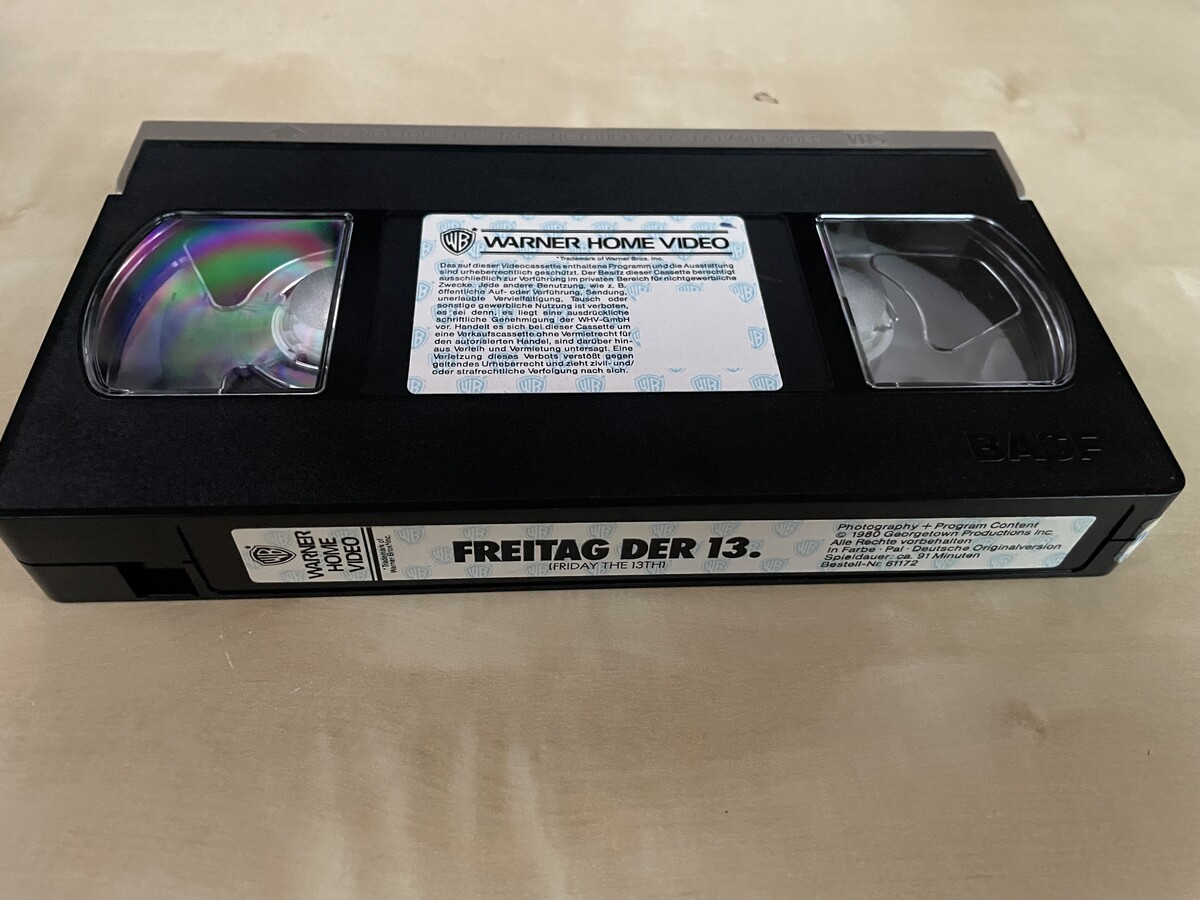 VHS
WB WARNER HOME VIDEO
*Trademark of Warner Bros. Inc.
Das auf dieser Videocassette enthaltene Programm und die Ausstattung
sind urheberrechtlich geschützt. Der Besitz dieser Cassette berechtigt
ausschließlich zur Vorführung im privaten Bereich für nichtgewerbliche
Zwecke. Jede andere Benutzung, wie z. B.
öffentliche Auf- oder Vorführung, Sendung,
unerlaubte Vervielfältigung, Tausch oder
sonstige gewerbliche Nutzung ist verboten,
es sei denn, es liegt eine ausdrückliche
schriftliche Genehmigung der WHV-GmbH
vor. Handelt es sich bei dieser Cassette um
eine Verkaufscassette ohne Vermietrecht für
den autorisierten Handel, sind darüber hin-
aus Verleih und Vermietung untersagt. Eine
Verletzung dieses Verbots verstößt gegen
geltendes Urheberrecht und zieht zivil- und/
oder strafrechtliche Verfolgung nach sich.
BASF
WB WARNER
HOME
VIDEO
*Trademark of
Warner Bros. Inc.
FREITAG DER 13.
(FRIDAY THE 13TH)
Photography + Program Content
© 1980 Georgetown Productions Inc.
Alle Rechte vorbehalten
In Farbe · Pal · Deutsche Originalversion
Spieldauer: ca. 91 Minuten
Bestell-Nr. 61172